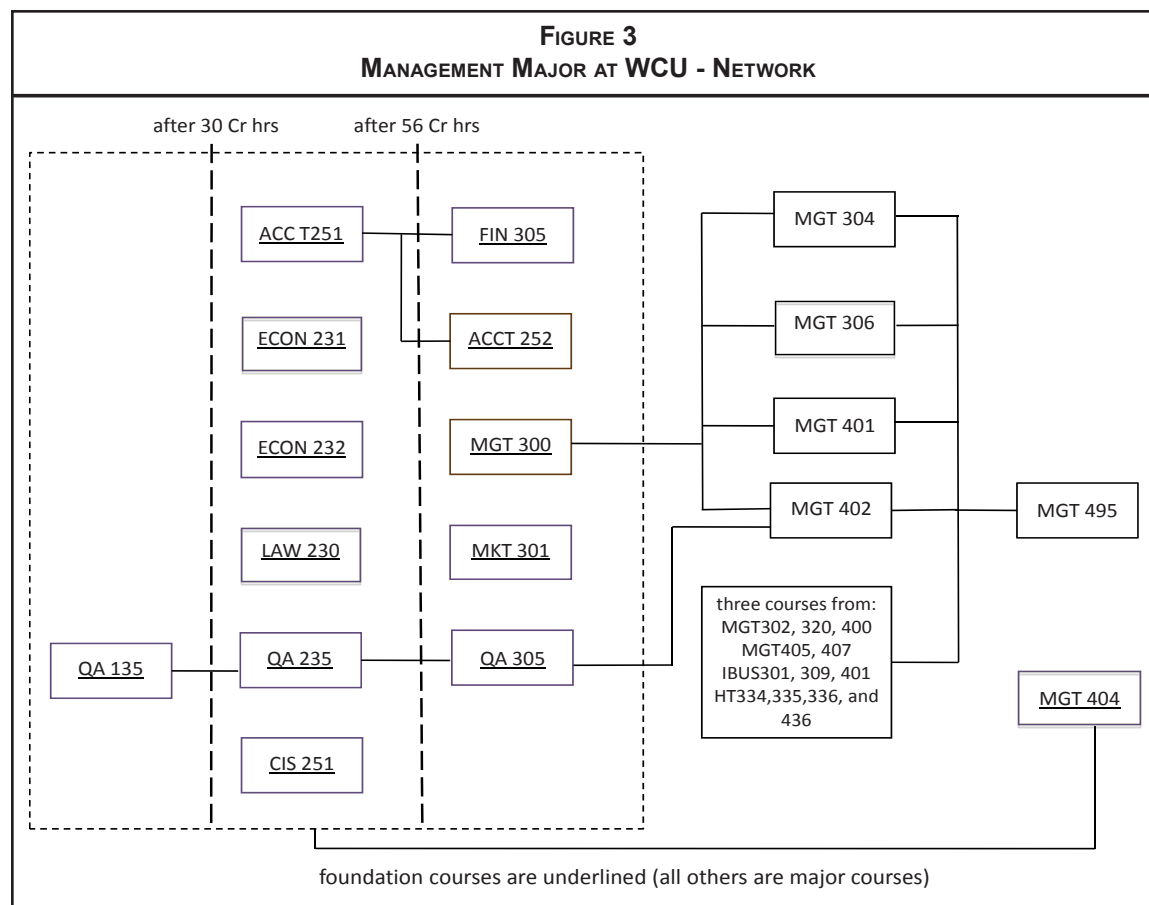 FIGURE 3
MANAGEMENT MAJOR AT WCU - NETWORK
after 30 Cr hrs
after 56 Cr hrs
ACC T251
FIN 305
MGT 304
ECON 231
ACCT 252
MGT 306
ECON 232
MGT 300
MGT 401
LAW 230
MKT 301
MGT 402
MGT 495
QA 135
QA 235
QA 305
three courses from:
MGT302, 320, 400
MGT405, 407
IBUS301, 309, 401
HT334,335,336, and
436
MGT 404
CIS 251
foundation courses are underlined (all others are major courses)